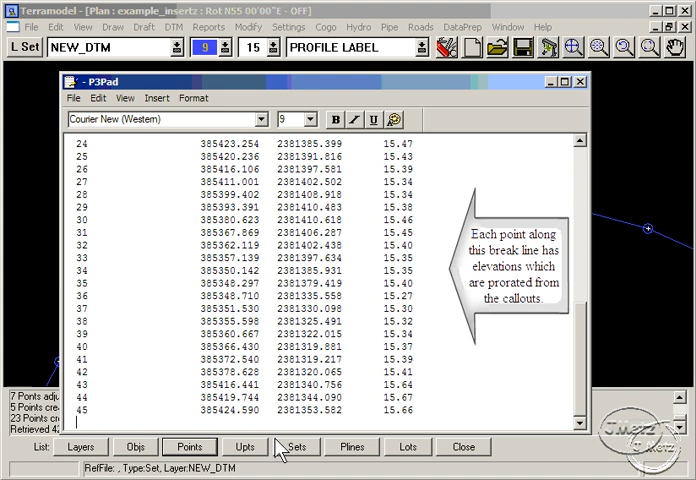 Terramodel - [Plan : example_insertz : Rot N55 00'00"E - OFF]
File Edit View Draw DTM Reports Modify Settings Cogo Hydro Pipe Roads DataPrep Window Help
L Set NEW_DTM 9 15 PROFILE LABEL
- P3Pad
File Edit View Insert Format
Courier New (Western) 9 B I U
24 385423.254 2381385.399 15.47
25 385420.236 2381391.816 15.43
26 385416.106 2381397.581 15.39
27 385411.001 2381402.502 15.34
28 385399.402 2381408.918 15.34
29 385393.391 2381410.483 15.38
30 385380.623 2381410.618 15.46
31 385367.869 2381406.287 15.45
32 385362.119 2381402.438 15.40
33 385357.139 2381397.634 15.35
34 385350.142 2381385.931 15.35
35 385348.297 2381379.419 15.40
36 385348.710 2381335.558 15.27
37 385351.530 2381330.098 15.30
38 385355.598 2381325.491 15.32
39 385360.667 2381322.015 15.34
40 385366.430 2381319.881 15.37
41 385372.540 2381319.217 15.39
42 385378.628 2381320.065 15.41
43 385416.441 2381340.756 15.64
44 385419.744 2381344.090 15.67
45 385424.590 2381353.582 15.66
Each point along
this break line has
elevations which
are prorated from
the callouts.
7 Points adju
5 Points crea
23 Points cr
Retrieved 42
List: Layers Objs Points Upts Sets Plines Lots Close
RefFile: , Type:Set, Layer:NEW_DTM
JMetz
J Metz